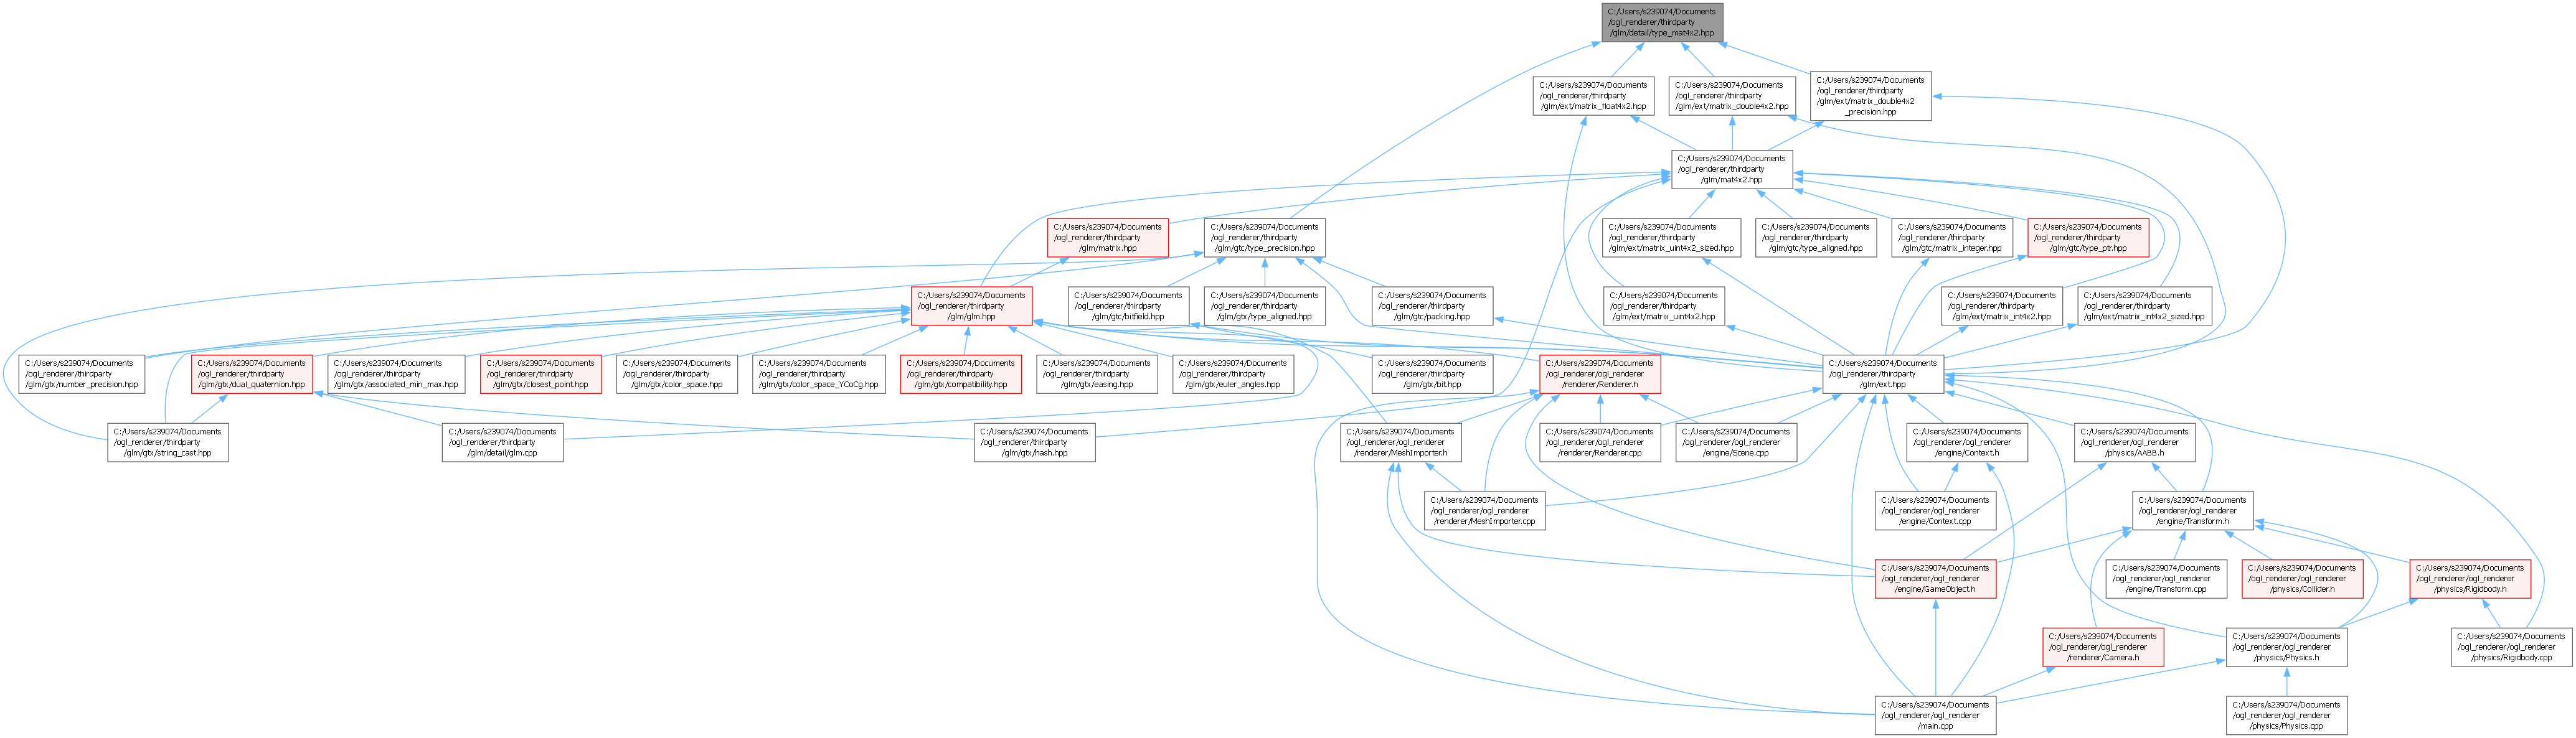 C:/Users/s239074/Documents
/ogl_renderer/thirdparty
/glm/detail/type_mat4x2.hpp
C:/Users/s239074/Documents
/ogl_renderer/thirdparty
/glm/ext/matrix_float4x2.hpp
C:/Users/s239074/Documents
/ogl_renderer/thirdparty
/glm/ext/matrix_double4x2.hpp
C:/Users/s239074/Documents
/ogl_renderer/thirdparty
/glm/ext/matrix_double4x2
_precision.hpp
C:/Users/s239074/Documents
/ogl_renderer/thirdparty
/glm/mat4x2.hpp
C:/Users/s239074/Documents
/ogl_renderer/thirdparty
/glm/matrix.hpp
C:/Users/s239074/Documents
/ogl_renderer/thirdparty
/glm/gtc/type_precision.hpp
C:/Users/s239074/Documents
/ogl_renderer/thirdparty
/glm/ext/matrix_uint4x2_sized.hpp
C:/Users/s239074/Documents
/ogl_renderer/thirdparty
/glm/gtc/type_aligned.hpp
C:/Users/s239074/Documents
/ogl_renderer/thirdparty
/glm/gtc/matrix_integer.hpp
C:/Users/s239074/Documents
/ogl_renderer/thirdparty
/glm/gtc/type_ptr.hpp
C:/Users/s239074/Documents
/ogl_renderer/thirdparty
/glm/glm.hpp
C:/Users/s239074/Documents
/ogl_renderer/thirdparty
/glm/gtc/bitfield.hpp
C:/Users/s239074/Documents
/ogl_renderer/thirdparty
/glm/gtx/type_aligned.hpp
C:/Users/s239074/Documents
/ogl_renderer/thirdparty
/glm/gtc/packing.hpp
C:/Users/s239074/Documents
/ogl_renderer/thirdparty
/glm/ext/matrix_uint4x2.hpp
C:/Users/s239074/Documents
/ogl_renderer/thirdparty
/glm/ext/matrix_int4x2.hpp
C:/Users/s239074/Documents
/ogl_renderer/thirdparty
/glm/ext/matrix_int4x2_sized.hpp
C:/Users/s239074/Documents
/ogl_renderer/thirdparty
/glm/gtx/number_precision.hpp
C:/Users/s239074/Documents
/ogl_renderer/thirdparty
/glm/gtx/dual_quaternion.hpp
C:/Users/s239074/Documents
/ogl_renderer/thirdparty
/glm/gtx/associated_min_max.hpp
C:/Users/s239074/Documents
/ogl_renderer/thirdparty
/glm/gtx/closest_point.hpp
C:/Users/s239074/Documents
/ogl_renderer/thirdparty
/glm/gtx/color_space.hpp
C:/Users/s239074/Documents
/ogl_renderer/thirdparty
/glm/gtx/color_space_YCoCg.hpp
C:/Users/s239074/Documents
/ogl_renderer/thirdparty
/glm/gtx/compatibility.hpp
C:/Users/s239074/Documents
/ogl_renderer/thirdparty
/glm/gtx/easing.hpp
C:/Users/s239074/Documents
/ogl_renderer/thirdparty
/glm/gtx/euler_angles.hpp
C:/Users/s239074/Documents
/ogl_renderer/thirdparty
/glm/gtx/bit.hpp
C:/Users/s239074/Documents
/ogl_renderer/ogl_renderer
/renderer/Renderer.h
C:/Users/s239074/Documents
/ogl_renderer/thirdparty
/glm/ext.hpp
C:/Users/s239074/Documents
/ogl_renderer/thirdparty
/glm/gtx/string_cast.hpp
C:/Users/s239074/Documents
/ogl_renderer/thirdparty
/glm/detail/glm.cpp
C:/Users/s239074/Documents
/ogl_renderer/thirdparty
/glm/gtx/hash.hpp
C:/Users/s239074/Documents
/ogl_renderer/ogl_renderer
/renderer/MeshImporter.h
C:/Users/s239074/Documents
/ogl_renderer/ogl_renderer
/renderer/Renderer.cpp
C:/Users/s239074/Documents
/ogl_renderer/ogl_renderer
/engine/Scene.cpp
C:/Users/s239074/Documents
/ogl_renderer/ogl_renderer
/engine/Context.h
C:/Users/s239074/Documents
/ogl_renderer/ogl_renderer
/physics/AABB.h
C:/Users/s239074/Documents
/ogl_renderer/ogl_renderer
/renderer/MeshImporter.cpp
C:/Users/s239074/Documents
/ogl_renderer/ogl_renderer
/engine/Context.cpp
C:/Users/s239074/Documents
/ogl_renderer/ogl_renderer
/engine/Transform.h
C:/Users/s239074/Documents
/ogl_renderer/ogl_renderer
/engine/GameObject.h
C:/Users/s239074/Documents
/ogl_renderer/ogl_renderer
/engine/Transform.cpp
C:/Users/s239074/Documents
/ogl_renderer/ogl_renderer
/physics/Collider.h
C:/Users/s239074/Documents
/ogl_renderer/ogl_renderer
/physics/Rigidbody.h
C:/Users/s239074/Documents
/ogl_renderer/ogl_renderer
/renderer/Camera.h
C:/Users/s239074/Documents
/ogl_renderer/ogl_renderer
/physics/Physics.h
C:/Users/s239074/Documents
/ogl_renderer/ogl_renderer
/physics/Rigidbody.cpp
C:/Users/s239074/Documents
/ogl_renderer/ogl_renderer
/main.cpp
C:/Users/s239074/Documents
/ogl_renderer/ogl_renderer
/physics/Physics.cpp